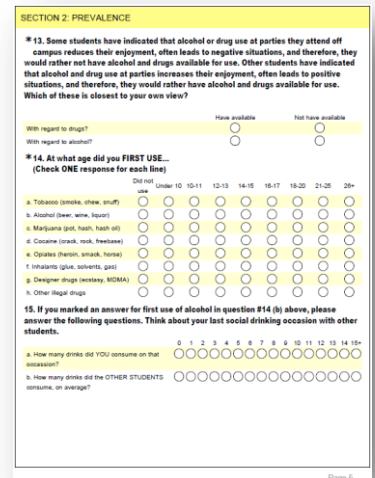 SECTION 2: PREVALENCE
*13. Some students have indicated that alcohol or drug use at parties they attend off
campus reduces their enjoyment, often leads to negative situations, and therefore, they
would rather not have alcohol and drugs available for use. Other students have indicated
that alcohol and drug use at parties increases their enjoyment, often leads to positive
situations, and therefore, they would rather have alcohol and drugs available for use.
Which of these is closest to your own view?
Have available Not have available
With regard to drugs?
With regard to alcohol?
*14. At what age did you FIRST USE...
(Check ONE response for each line)
Did not use Under 10 10-11 12-13 14-15 16-17 18-20 21-25 26+
a. Tobacco (smoke, chew, snuff)
b. Alcohol (beer, wine, liquor)
c. Marijuana (pot, hash, hash oil)
d. Cocaine (crack, rock, freebase)
e. Opiates (heroin, smack, horse)
f. Inhalants (glue, solvents, gas)
g. Designer drugs (ecstasy, MDMA)
h. Other illegal drugs
15. If you marked an answer for first use of alcohol in question #14 (b) above, please
answer the following questions. Think about your last social drinking occasion with other
students.
0 1 2 3 4 5 6 7 8 9 10 11 12 13 14 15+
a. How many drinks did YOU consume on that
occassion?
b. How many drinks did the OTHER STUDENTS
consume, on average?
Page 5